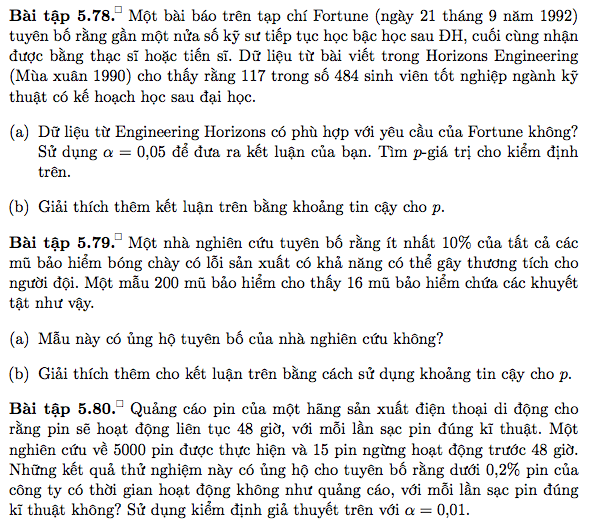 Bài tập 5.78.□ Một bài báo trên tạp chí Fortune (ngày 21 tháng 9 năm 1992)
tuyên bố rằng gần một nửa số kỹ sư tiếp tục học bậc học sau ĐH, cuối cùng nhận
được bằng thạc sĩ hoặc tiến sĩ. Dữ liệu từ bài viết trong Horizons Engineering
(Mùa xuân 1990) cho thấy rằng 117 trong số 484 sinh viên tốt nghiệp ngành kỹ
thuật có kế hoạch học sau đại học.
(a) Dữ liệu từ Engineering Horizons có phù hợp với yêu cầu của Fortune không?
Sử dụng α = 0,05 để đưa ra kết luận của bạn. Tìm p-giá trị cho kiểm định
trên.
(b) Giải thích thêm kết luận trên bằng khoảng tin cậy cho p.
Bài tập 5.79.□ Một nhà nghiên cứu tuyên bố rằng ít nhất 10% của tất cả các
mũ bảo hiểm bóng chày có lỗi sản xuất có khả năng có thể gây thương tích cho
người đội. Một mẫu 200 mũ bảo hiểm cho thấy 16 mũ bảo hiểm chứa các khuyết
tật như vậy.
(a) Mẫu này có ủng hộ tuyên bố của nhà nghiên cứu không?
(b) Giải thích thêm cho kết luận trên bằng cách sử dụng khoảng tin cậy cho p.
Bài tập 5.80.□ Quảng cáo pin của một hãng sản xuất điện thoại di động cho
rằng pin sẽ hoạt động liên tục 48 giờ, với mỗi lần sạc pin đúng kĩ thuật. Một
nghiên cứu về 5000 pin được thực hiện và 15 pin ngừng hoạt động trước 48 giờ.
Những kết quả thử nghiệm này có ủng hộ cho tuyên bố rằng dưới 0,2% pin của
công ty có thời gian hoạt động không như quảng cáo, với mỗi lần sạc pin đúng
kĩ thuật không? Sử dụng kiểm định giả thuyết trên với α = 0,01.